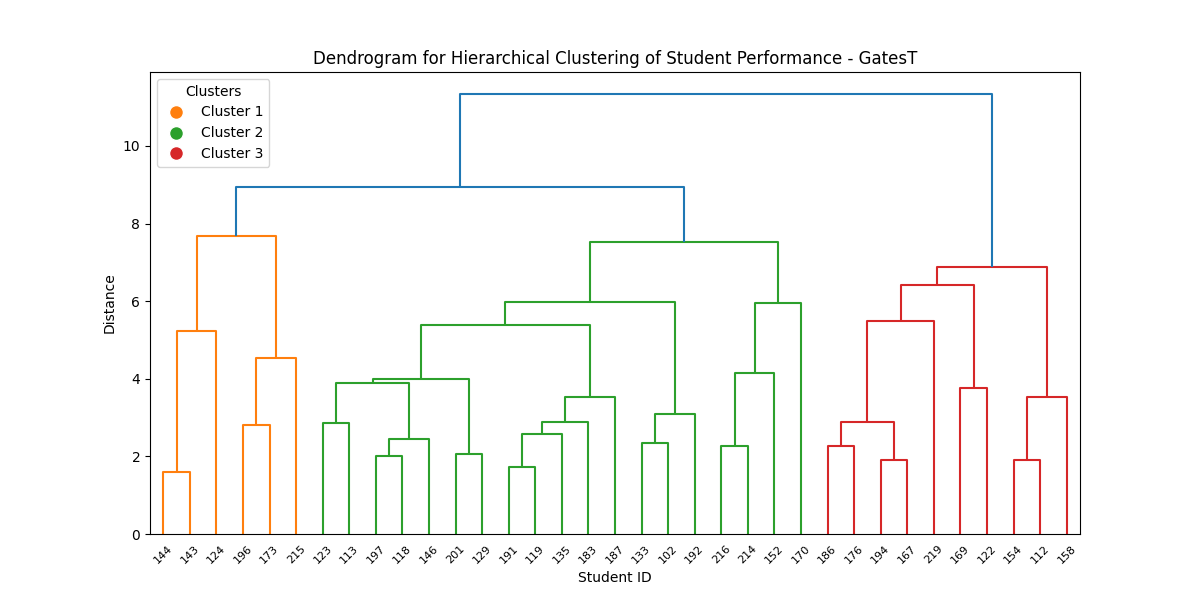 Dendrogram for Hierarchical Clustering of Student Performance - GatesT
Clusters
Cluster 1
Cluster 2
Cluster 3
10
8
6
4
2
0
Distance
144 143 124 196 173 215 123 113 197 118 146 201 129 191 119 135 183 187 133 102 192 216 214 152 170 186 176 194 167 219 169 122 154 112 158
Student ID